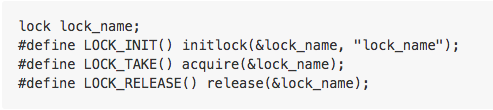 lock lock_name;
#define LOCK_INIT() initlock(&lock_name, "lock_name");
#define LOCK_TAKE() acquire(&lock_name);
#define LOCK_RELEASE() release(&lock_name);